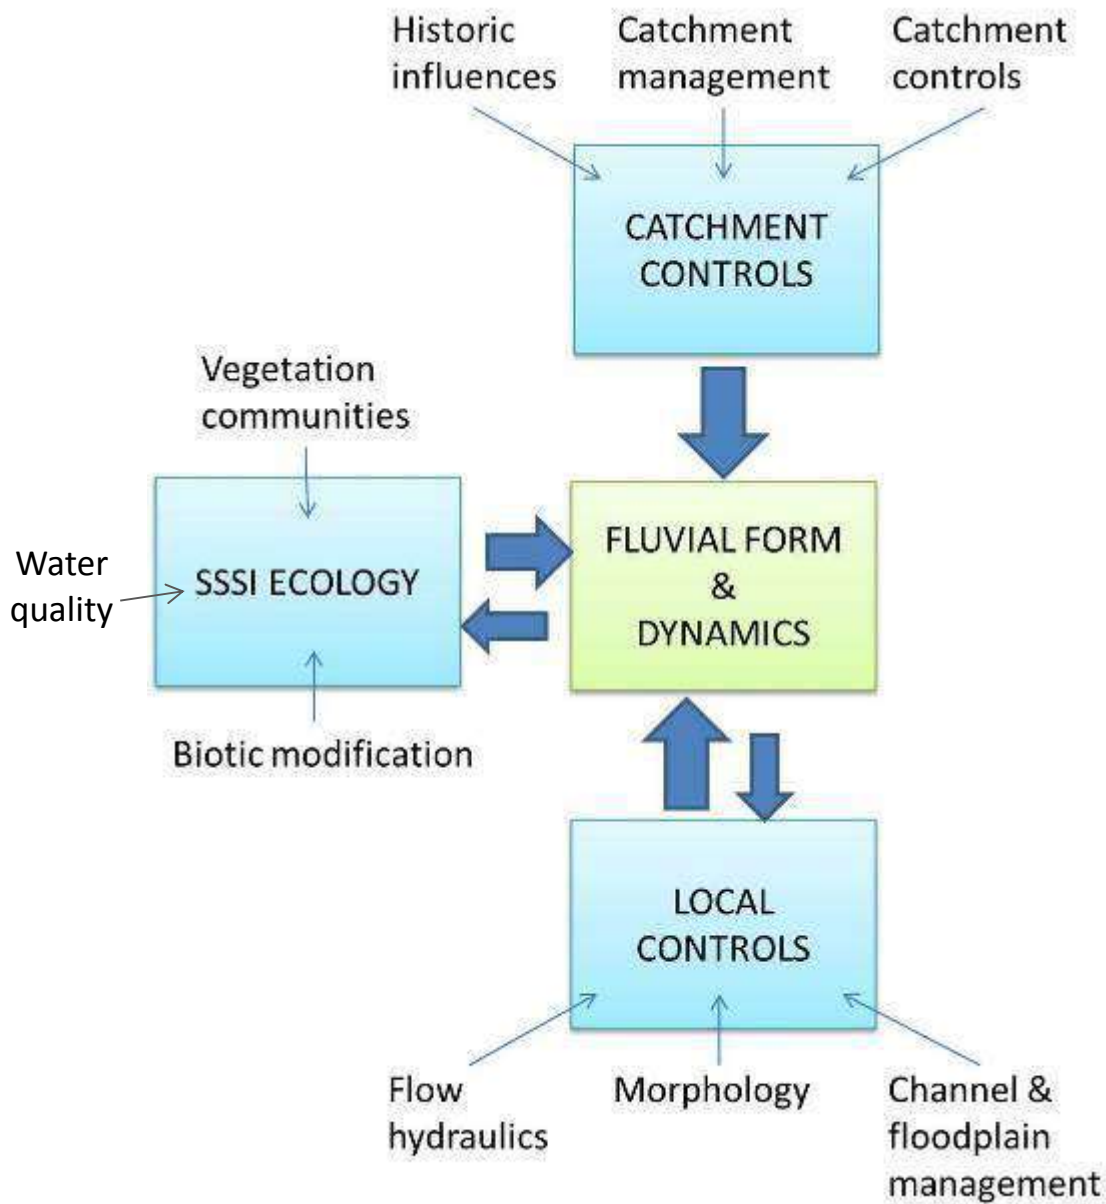 Historic
influences
Catchment
management
Catchment
controls
CATCHMENT
CONTROLS
Vegetation
communities
Water
quality
SSSI ECOLOGY
FLUVIAL FORM
&
DYNAMICS
Biotic modification
LOCAL
CONTROLS
Flow
hydraulics
Morphology
Channel &
floodplain
management